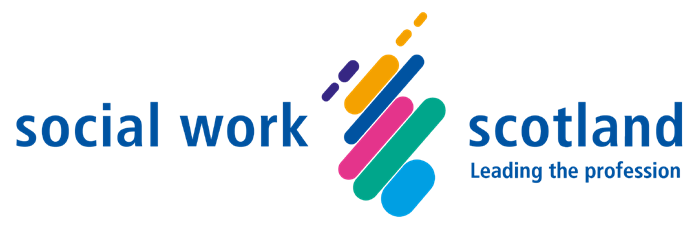 social work scotland
Leading the profession